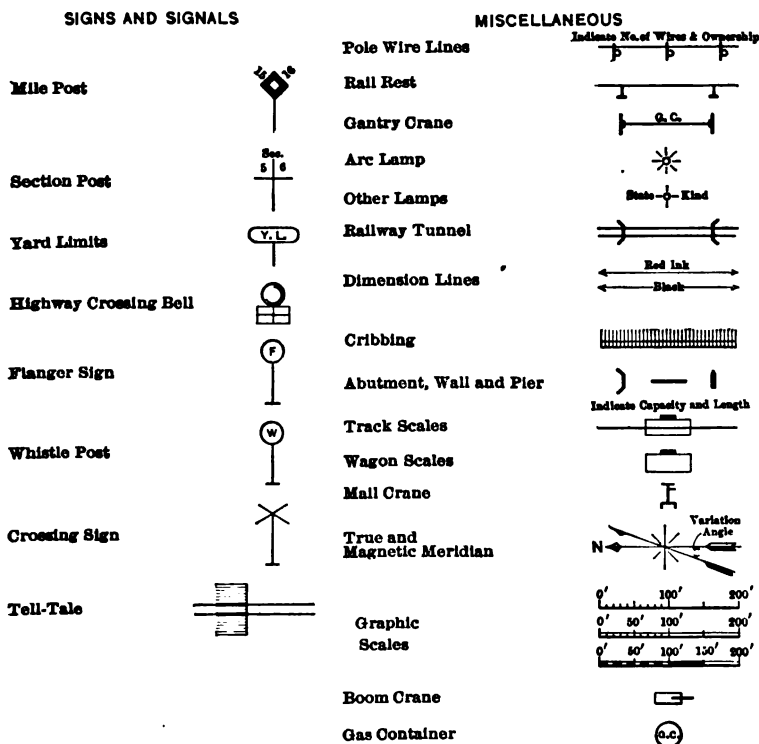 SIGNS AND SIGNALS
Mile Post
15 16
Section Post
Sec.
5 6
Yard Limits
Y. L.
Highway Crossing Bell
Flanger Sign
F
Whistle Post
W
Crossing Sign
Tell-Tale
MISCELLANEOUS
Indicate No. of Wires & Ownership
Pole Wire Lines
Rail Rest
Gantry Crane
G. C.
Arc Lamp
Other Lamps
State Kind
Railway Tunnel
Dimension Lines
Red Ink
Black
Cribbing
Abutment, Wall and Pier
Indicate Capacity and Length
Track Scales
Wagon Scales
Mail Crane
True and
Magnetic Meridian
Variation
Angle
N
Graphic
Scales
0' 100' 200'
0' 50' 100' 200'
0' 50' 100' 150' 200'
Boom Crane
Gas Container
G.C.